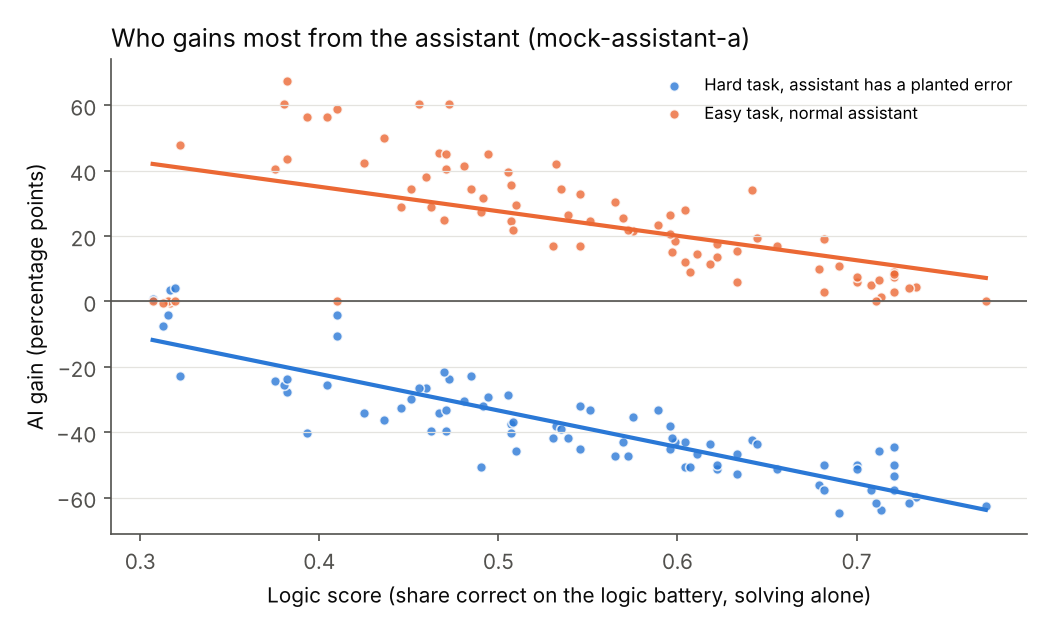 Who gains most from the assistant (mock-assistant-a)
Hard task, assistant has a planted error
Easy task, normal assistant
AI gain (percentage points)
60
40
20
0
−20
−40
−60
0.3 0.4 0.5 0.6 0.7
Logic score (share correct on the logic battery, solving alone)